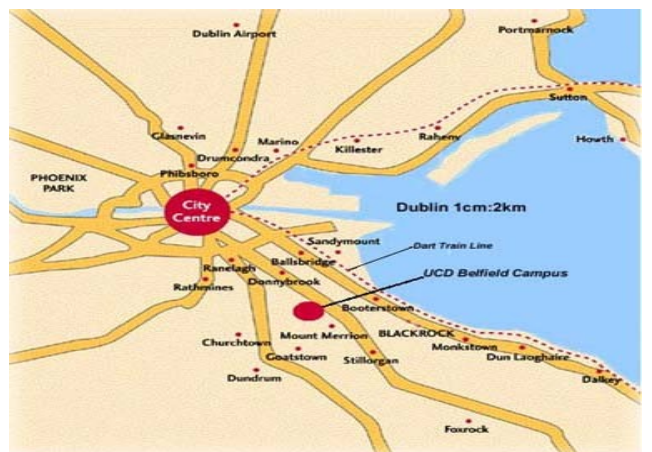 Portmarnock
Dublin Airport
Sutton
Glasnevin
Marino
Raheny
Howth
Killester
Drumcondra
Phibsboro
PHOENIX
PARK
City
Centre
Dublin 1cm:2km
Sandymount
Dart Train Line
Ballsbridge
Ranelagh
UCD Belfield Campus
Donnybrook
Rathmines
Booterstown
Mount Merrion
BLACKROCK
Churchtown
Monkstown
Goatstown
Stillorgan
Dun Laoghaire
Dundrum
Dalkey
Foxrock